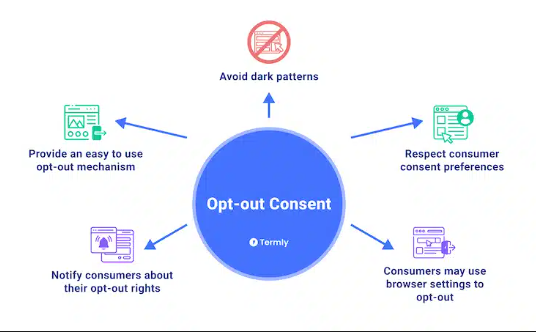 Avoid dark patterns
Provide an easy to use
opt-out mechanism
Respect consumer
consent preferences
Opt-out Consent
Termly
Notify consumers about
their opt-out rights
Consumers may use
browser settings to
opt-out